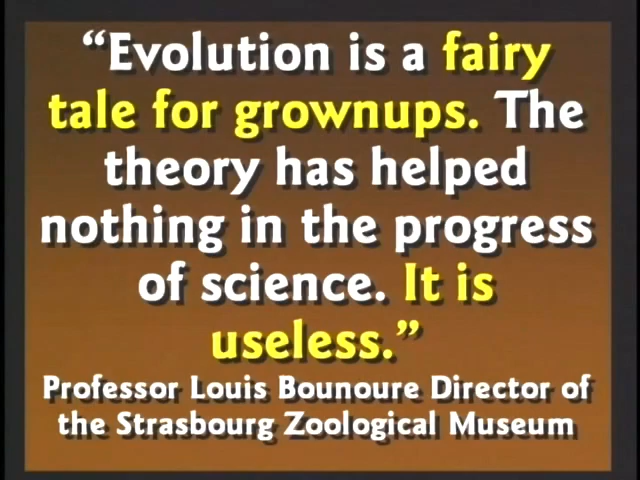 “Evolution is a fairy
tale for grownups. The
theory has helped
nothing in the progress
of science. It is
useless.”
Professor Louis Bounoure Director of
the Strasbourg Zoological Museum